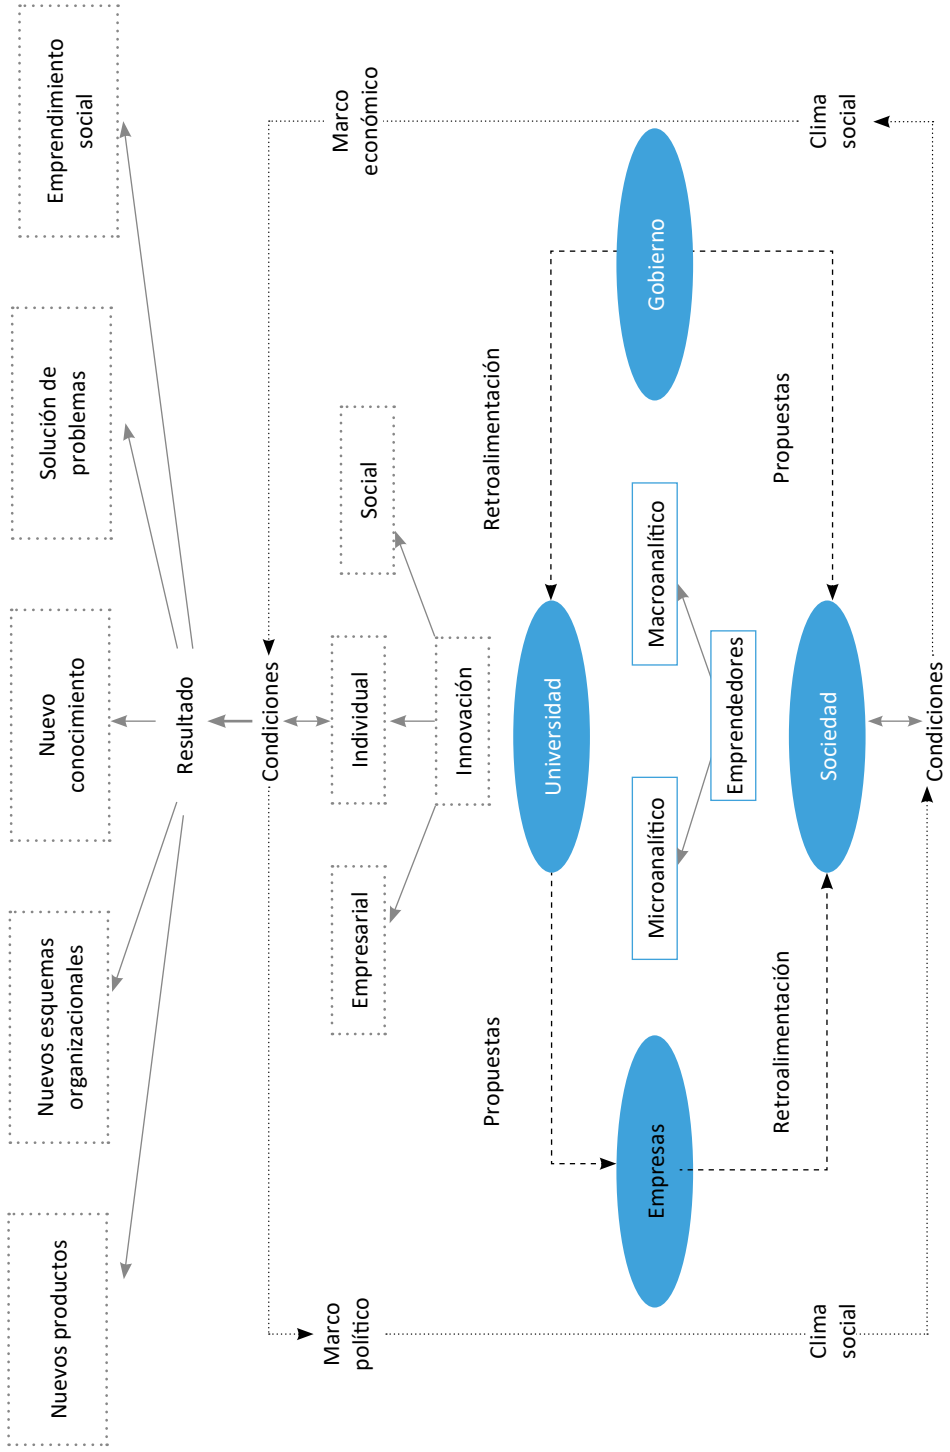 Nuevos productos
Nuevos esquemas
organizacionales
Nuevo
conocimiento
Solución de
problemas
Emprendimiento
social
Resultado
Condiciones
Marco
político
Marco
económico
Empresarial
Individual
Social
Innovación
Propuestas
Retroalimentación
Universidad
Empresas
Microanalítico
Macroanalítico
Gobierno
Emprendedores
Retroalimentación
Propuestas
Sociedad
Clima
social
Clima
social
Condiciones